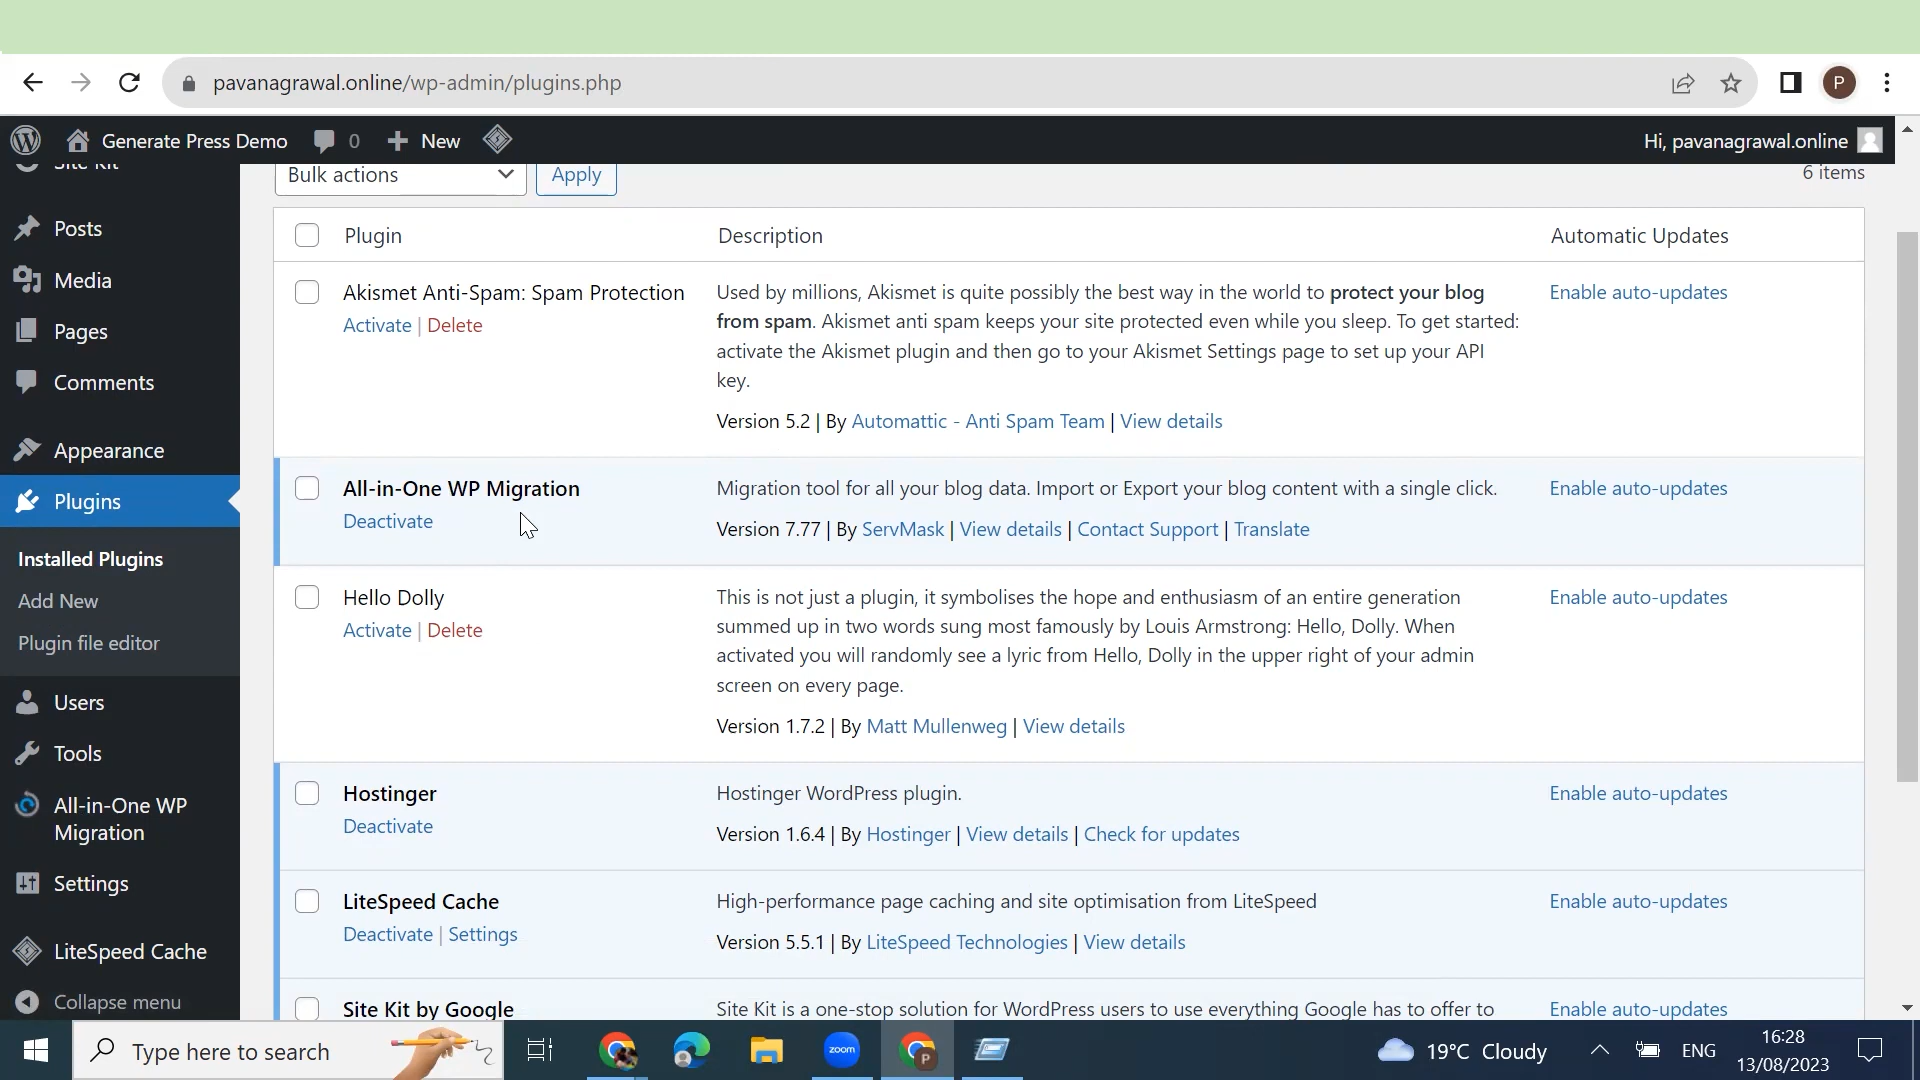 pavanagrawal.online/wp-admin/plugins.php
P
Generate Press Demo
0
New
Hi, pavanagrawal.online
Site Kit
Posts
Media
Pages
Comments
Appearance
Plugins
Installed Plugins
Add New
Plugin file editor
Users
Tools
All-in-One WP
Migration
Settings
LiteSpeed Cache
Collapse menu
Bulk actions
Apply
6 items
Plugin
Description
Automatic Updates
Akismet Anti-Spam: Spam Protection
Activate | Delete
Used by millions, Akismet is quite possibly the best way in the world to protect your blog
from spam. Akismet anti spam keeps your site protected even while you sleep. To get started:
activate the Akismet plugin and then go to your Akismet Settings page to set up your API
key.
Version 5.2 | By Automattic - Anti Spam Team | View details
Enable auto-updates
All-in-One WP Migration
Deactivate
Migration tool for all your blog data. Import or Export your blog content with a single click.
Version 7.77 | By ServMask | View details | Contact Support | Translate
Enable auto-updates
Hello Dolly
Activate | Delete
This is not just a plugin, it symbolises the hope and enthusiasm of an entire generation
summed up in two words sung most famously by Louis Armstrong: Hello, Dolly. When
activated you will randomly see a lyric from Hello, Dolly in the upper right of your admin
screen on every page.
Version 1.7.2 | By Matt Mullenweg | View details
Enable auto-updates
Hostinger
Deactivate
Hostinger WordPress plugin.
Version 1.6.4 | By Hostinger | View details | Check for updates
Enable auto-updates
LiteSpeed Cache
Deactivate | Settings
High-performance page caching and site optimisation from LiteSpeed
Version 5.5.1 | By LiteSpeed Technologies | View details
Enable auto-updates
Site Kit by Google
Site Kit is a one-stop solution for WordPress users to use everything Google has to offer to
Enable auto-updates
Type here to search
zoom
P
19°C Cloudy
ENG
16:28
13/08/2023